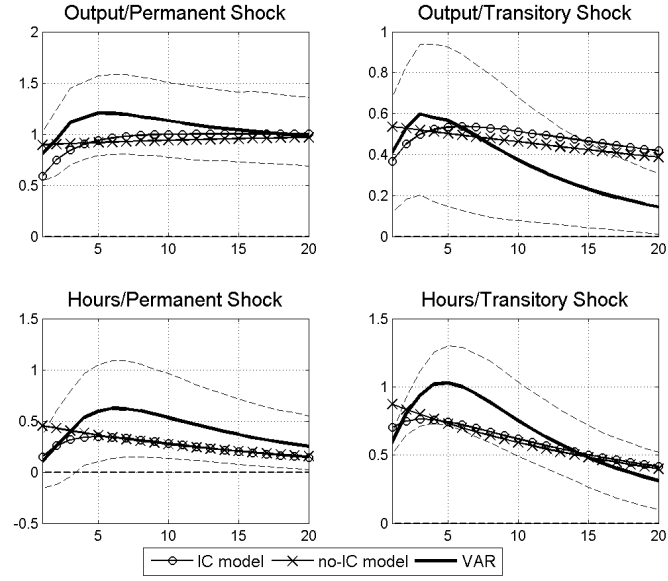 Output/Permanent Shock
2
1.5
1
0.5
0
5 10 15 20
Output/Transitory Shock
1
0.8
0.6
0.4
0.2
0
5 10 15 20
Hours/Permanent Shock
1.5
1
0.5
0
-0.5
5 10 15 20
Hours/Transitory Shock
1.5
1
0.5
0
5 10 15 20
IC model no-IC model VAR